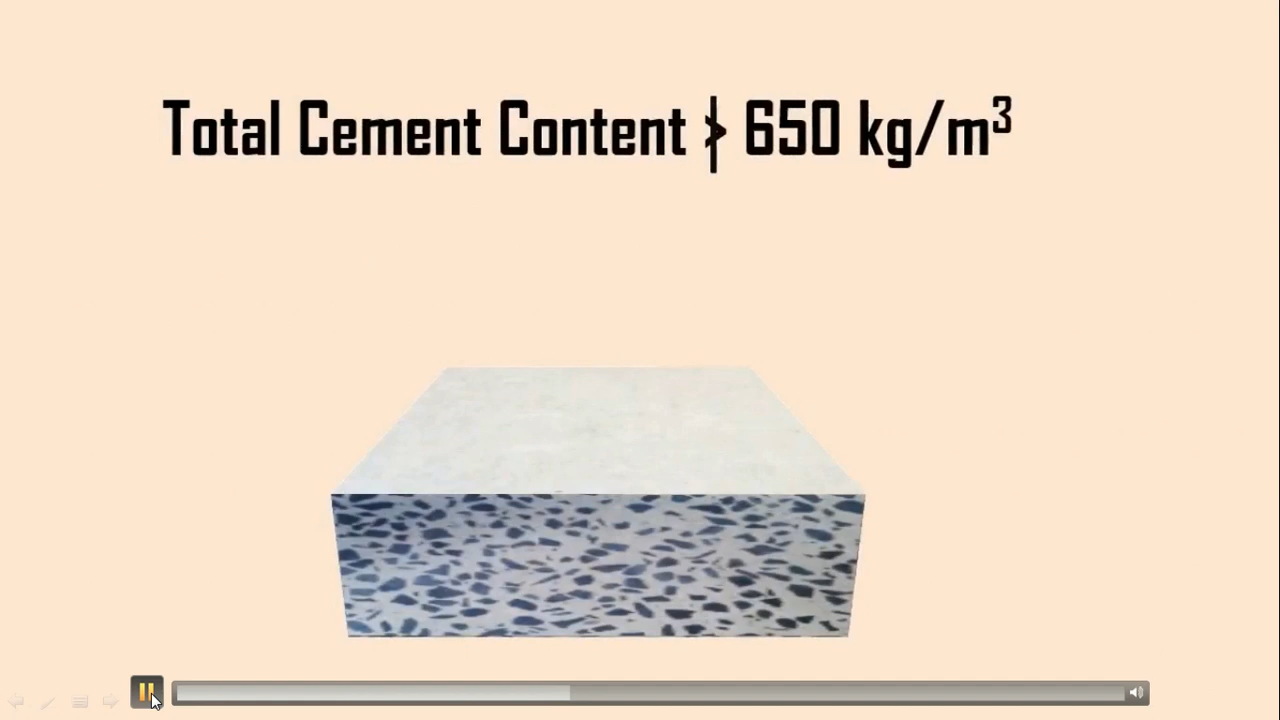 Total Cement Content ≯ 650 kg/m³